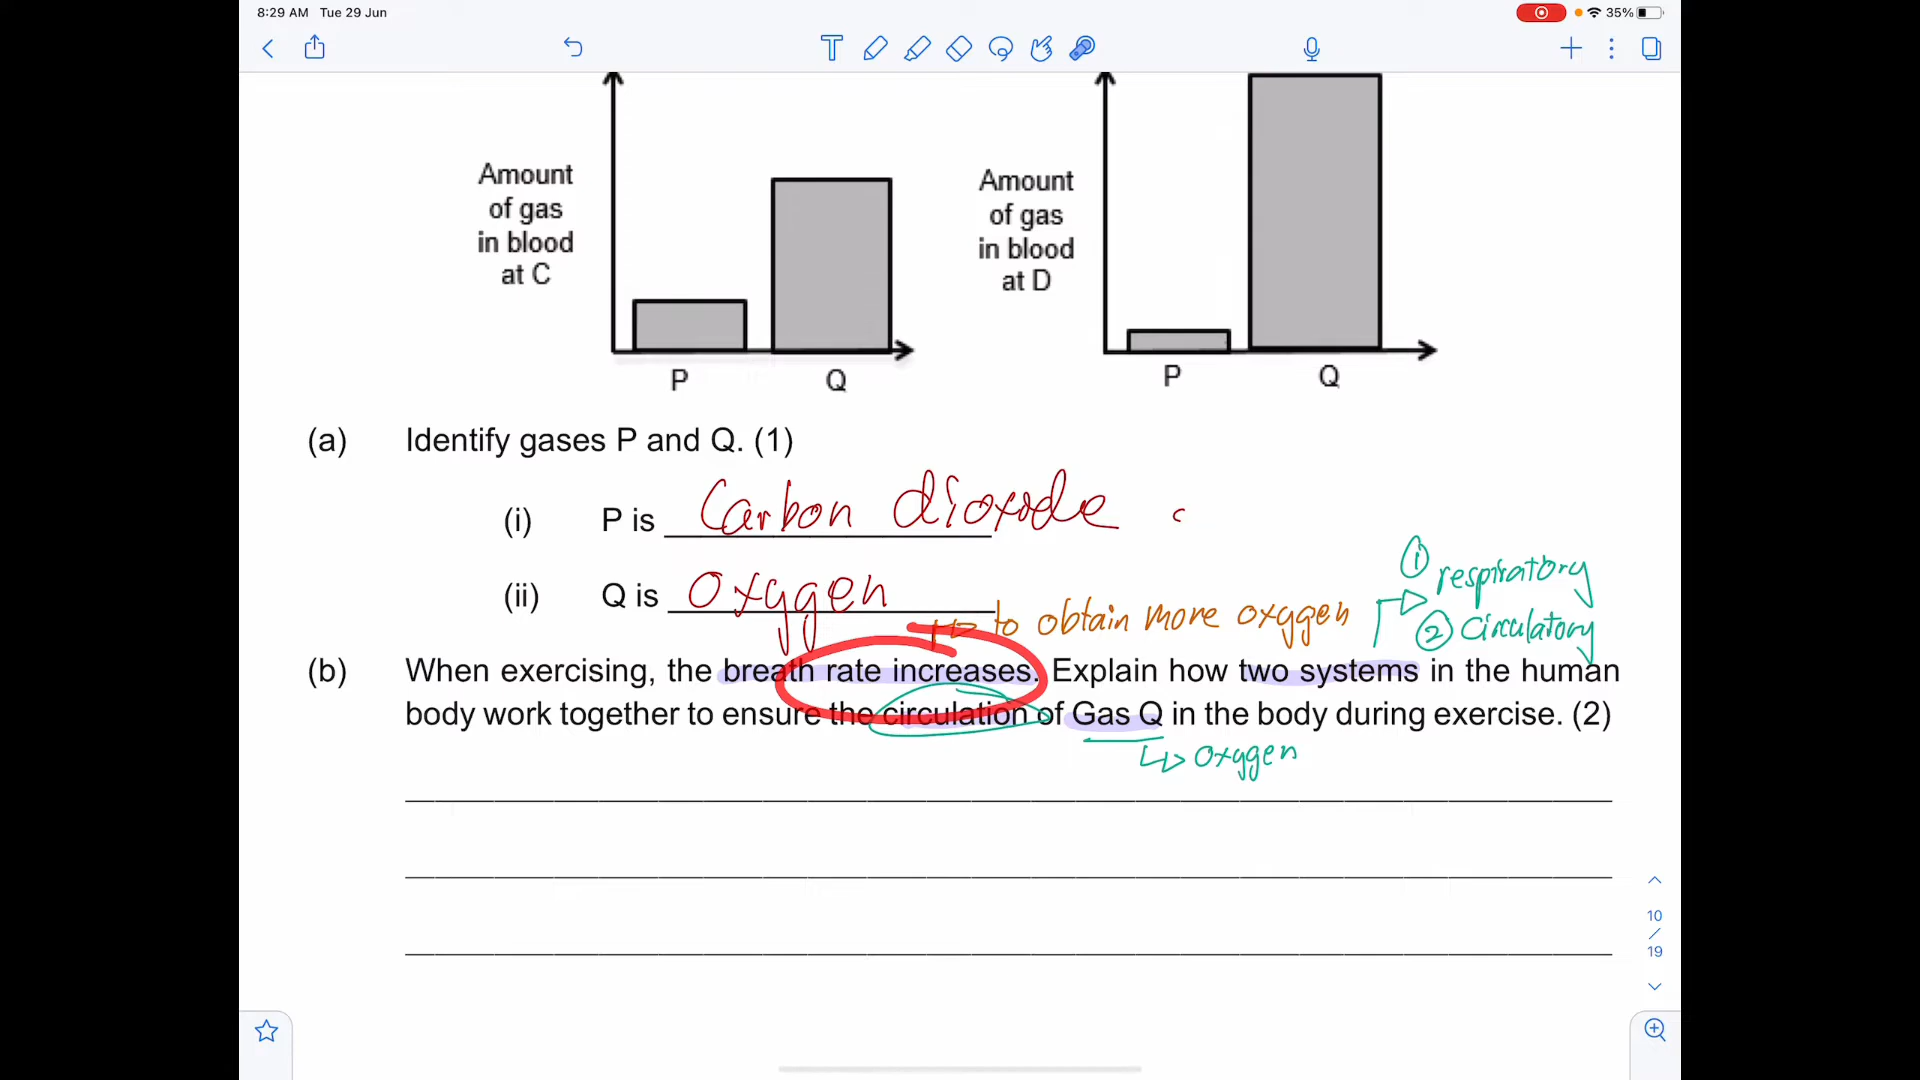 8:29 AM Tue 29 Jun
35%
Amount
of gas
in blood
at C
P Q
Amount
of gas
in blood
at D
P Q
(a) Identify gases P and Q. (1)
(i) P is Carbon dioxide
(ii) Q is Oxygen
to obtain more oxygen
① respiratory
② circulatory
(b) When exercising, the breath rate increases. Explain how two systems in the human
body work together to ensure the circulation of Gas Q in the body during exercise. (2)
oxygen
10
/
19